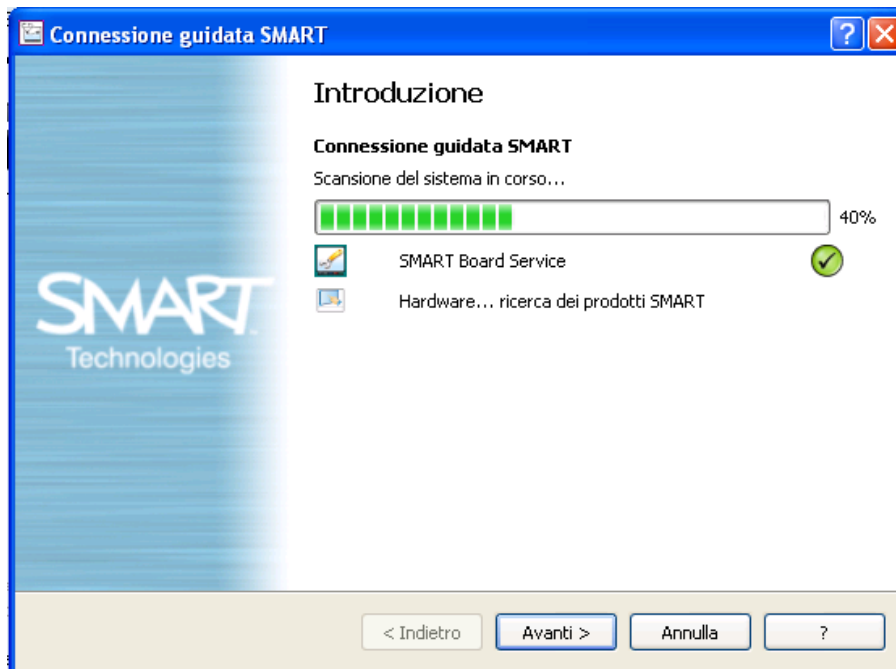 Connessione guidata SMART
?
Introduzione
Connessione guidata SMART
Scansione del sistema in corso...
40%
SMART Board Service
Hardware... ricerca dei prodotti SMART
SMART
Technologies
< Indietro
Avanti >
Annulla
?